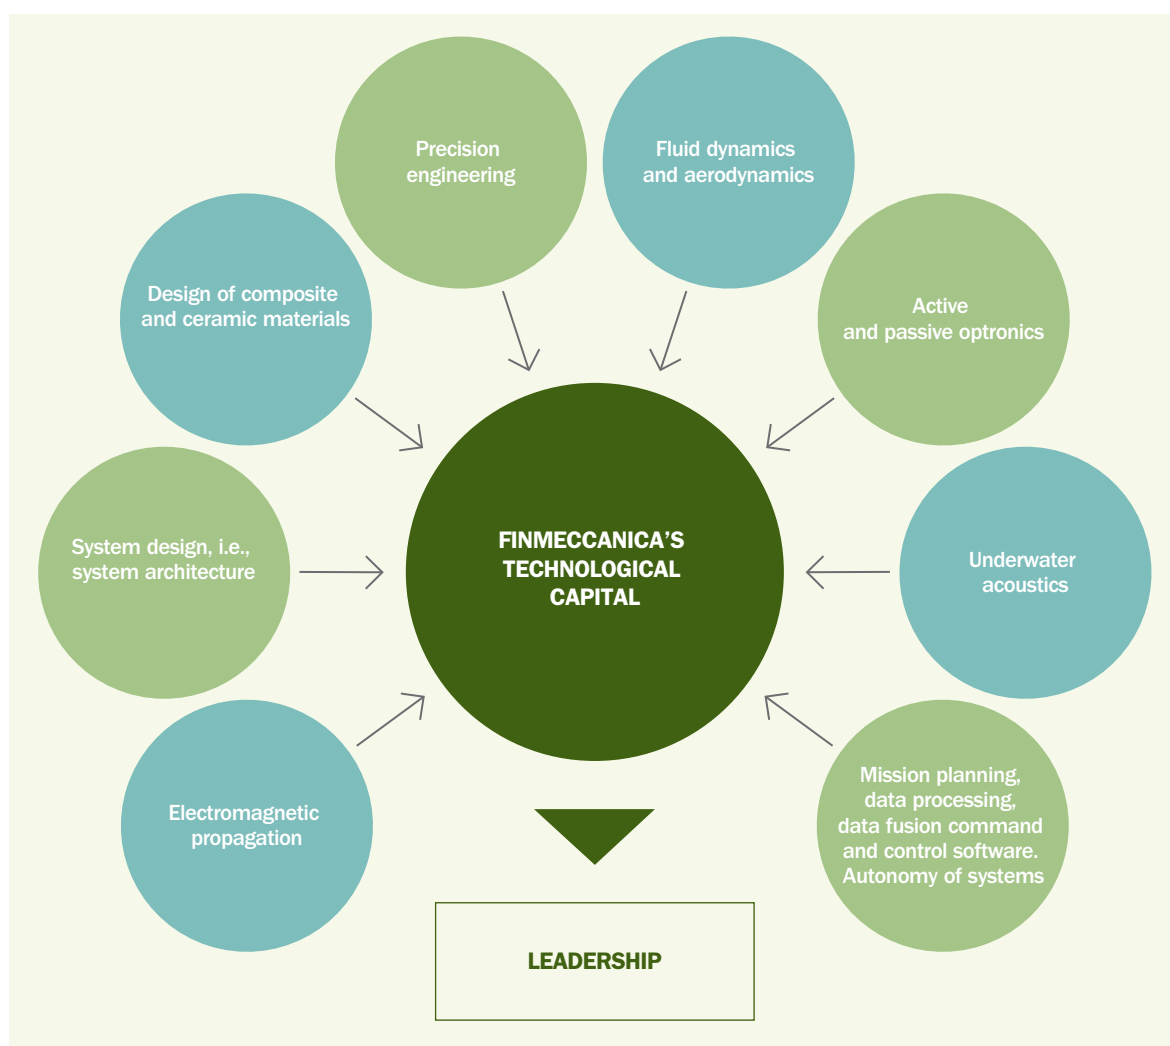 Precision
engineering
Fluid dynamics
and aerodynamics
Design of composite
and ceramic materials
Active
and passive optronics
System design, i.e.,
system architecture
FINMECCANICA’S
TECHNOLOGICAL
CAPITAL
Underwater
acoustics
Electromagnetic
propagation
Mission planning,
data processing,
data fusion command
and control software.
Autonomy of systems
LEADERSHIP